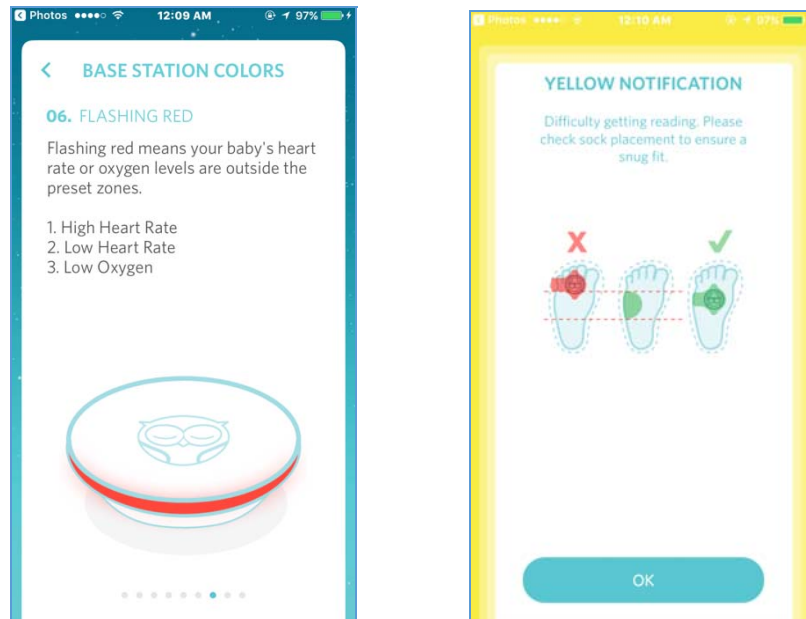 Photos 12:09 AM 97%
BASE STATION COLORS
06. FLASHING RED
Flashing red means your baby's heart
rate or oxygen levels are outside the
preset zones.
1. High Heart Rate
2. Low Heart Rate
3. Low Oxygen
Photos 12:10 AM 97%
YELLOW NOTIFICATION
Difficulty getting reading. Please
check sock placement to ensure a
snug fit.
OK